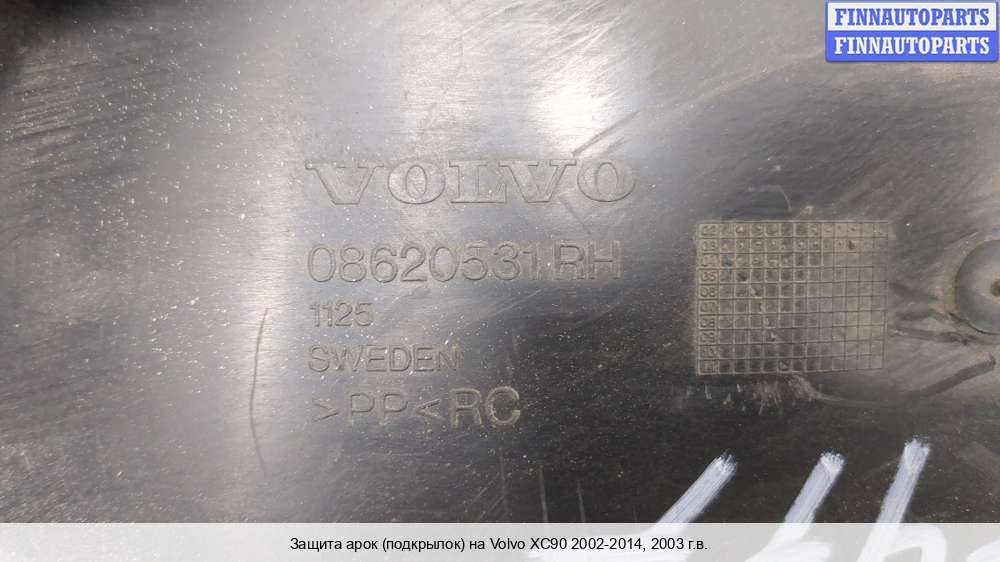 FINNAUTOPARTS
FINNAUTOPARTS
VOLVO
08620531RH
1125
SWEDEN
>PP< RC
Защита арок (подкрылок) на Volvo XC90 2002-2014, 2003 г.в.